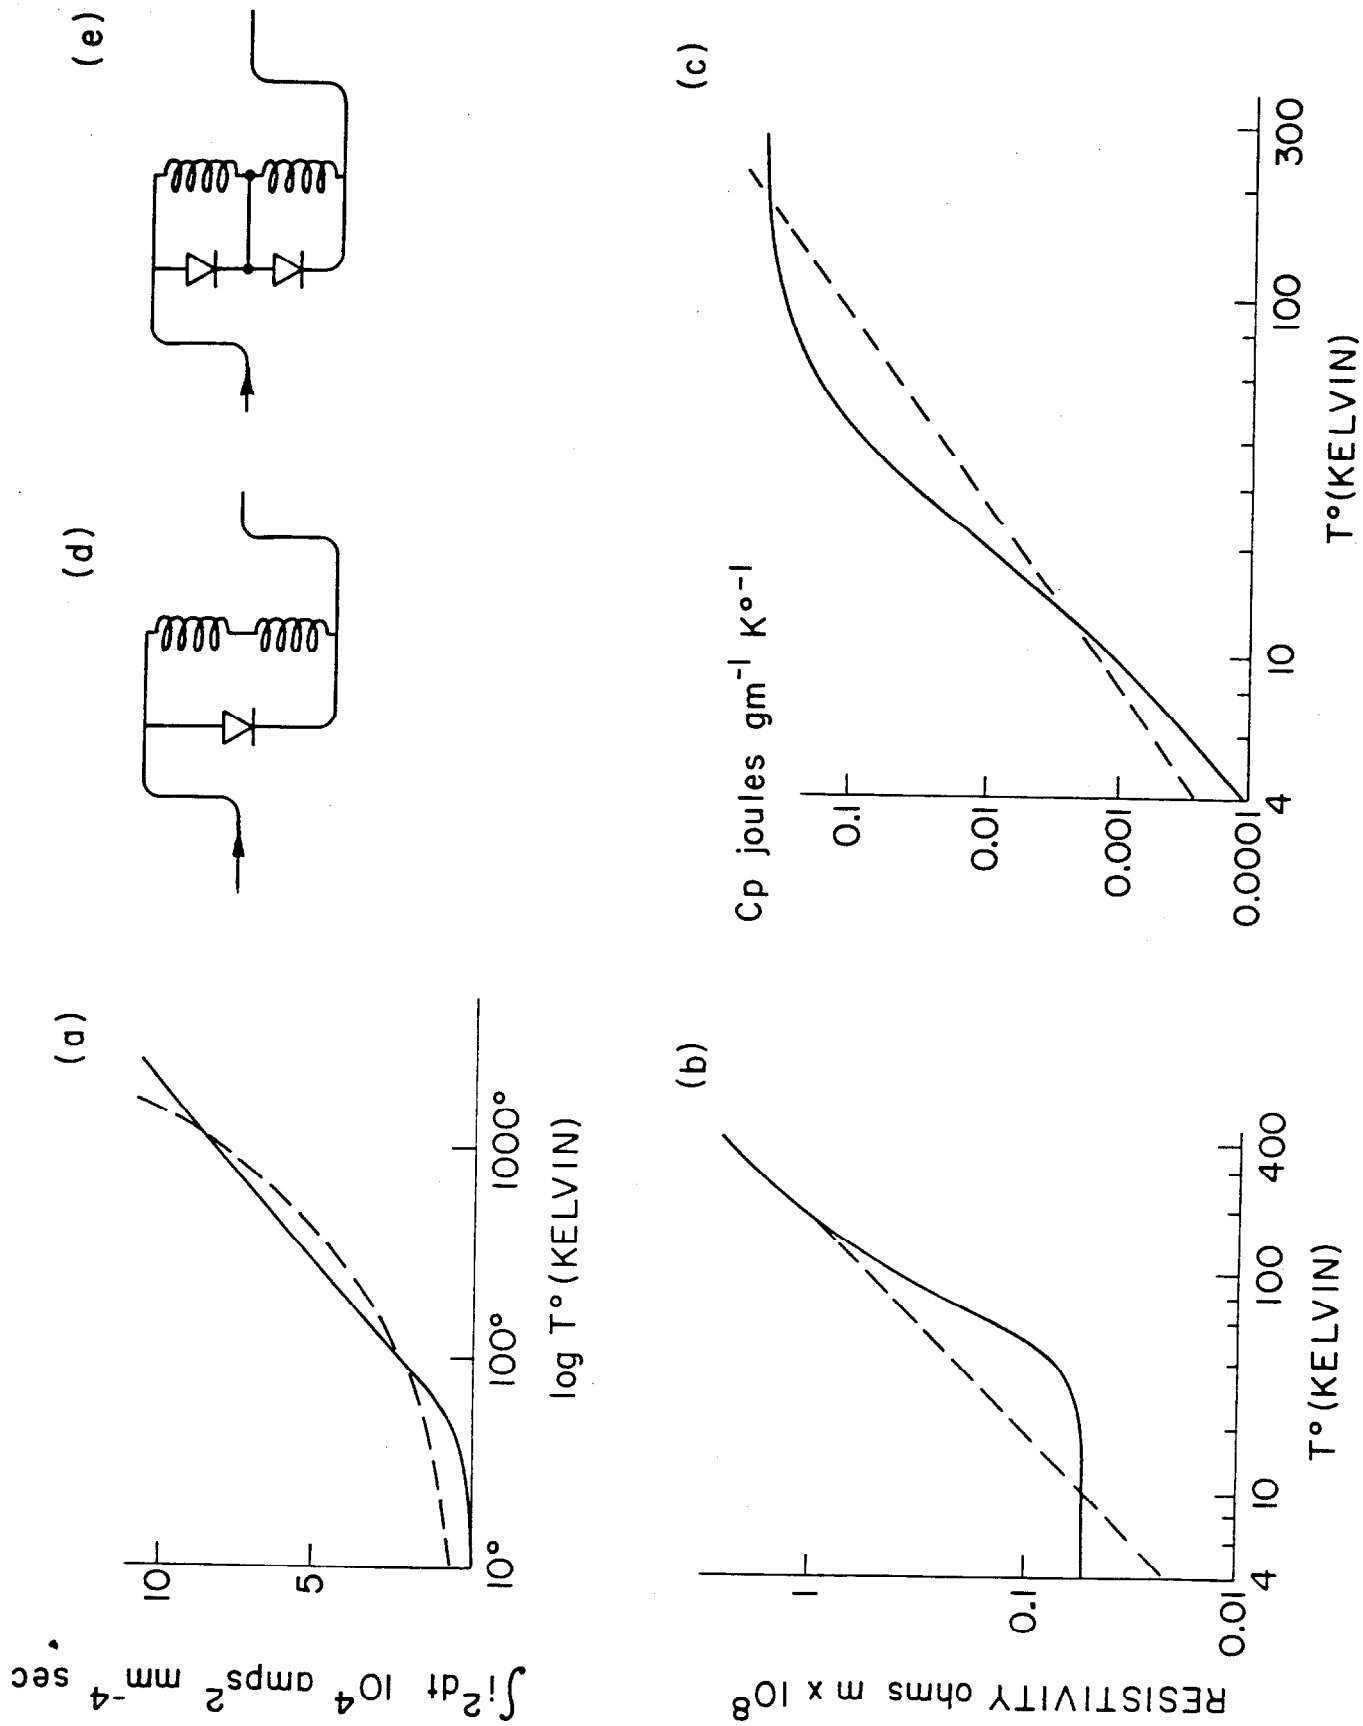 (a)
∫i²dt 10⁴ amps² mm⁻⁴ sec
10
5
10° 100° 1000°
log T°(KELVIN)
(d)
(e)
(b)
RESISTIVITY ohms m x 10⁸
1
0.1
0.01
4 10 100 400
T°(KELVIN)
(c)
Cp joules gm⁻¹ K°⁻¹
0.1
0.01
0.001
0.0001
4 10 100 300
T°(KELVIN)